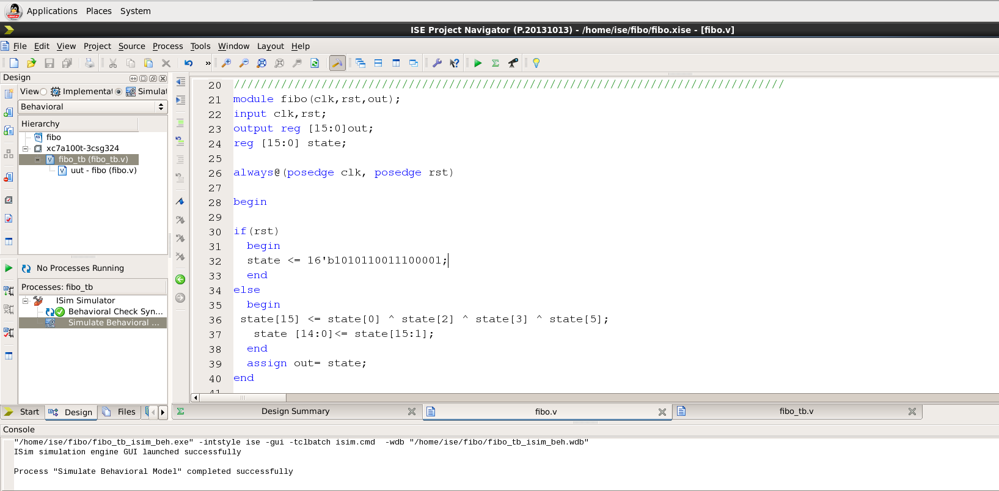 Applications Places System
ISE Project Navigator (P.20131013) - /home/ise/fibo/fibo.xise - [fibo.v]
File Edit View Project Source Process Tools Window Layout Help
Design
View Implementat Simulat
Behavioral
Hierarchy
fibo
xc7a100t-3csg324
fibo_tb (fibo_tb.v)
uut - fibo (fibo.v)
No Processes Running
Processes: fibo_tb
ISim Simulator
Behavioral Check Syn...
Simulate Behavioral ...
Start Design Files
20 //////////////////////////////////////////////////////////////////////////////////
21 module fibo(clk,rst,out);
22 input clk,rst;
23 output reg [15:0]out;
24 reg [15:0] state;
25
26 always@(posedge clk, posedge rst)
27
28 begin
29
30 if(rst)
31 begin
32 state <= 16'b1010110011100001;
33 end
34 else
35 begin
36 state[15] <= state[0] ^ state[2] ^ state[3] ^ state[5];
37 state [14:0]<= state[15:1];
38 end
39 assign out= state;
40 end
41
Design Summary fibo.v fibo_tb.v
Console
"/home/ise/fibo/fibo_tb_isim_beh.exe" -intstyle ise -gui -tclbatch isim.cmd -wdb "/home/ise/fibo/fibo_tb_isim_beh.wdb"
ISim simulation engine GUI launched successfully
Process "Simulate Behavioral Model" completed successfully